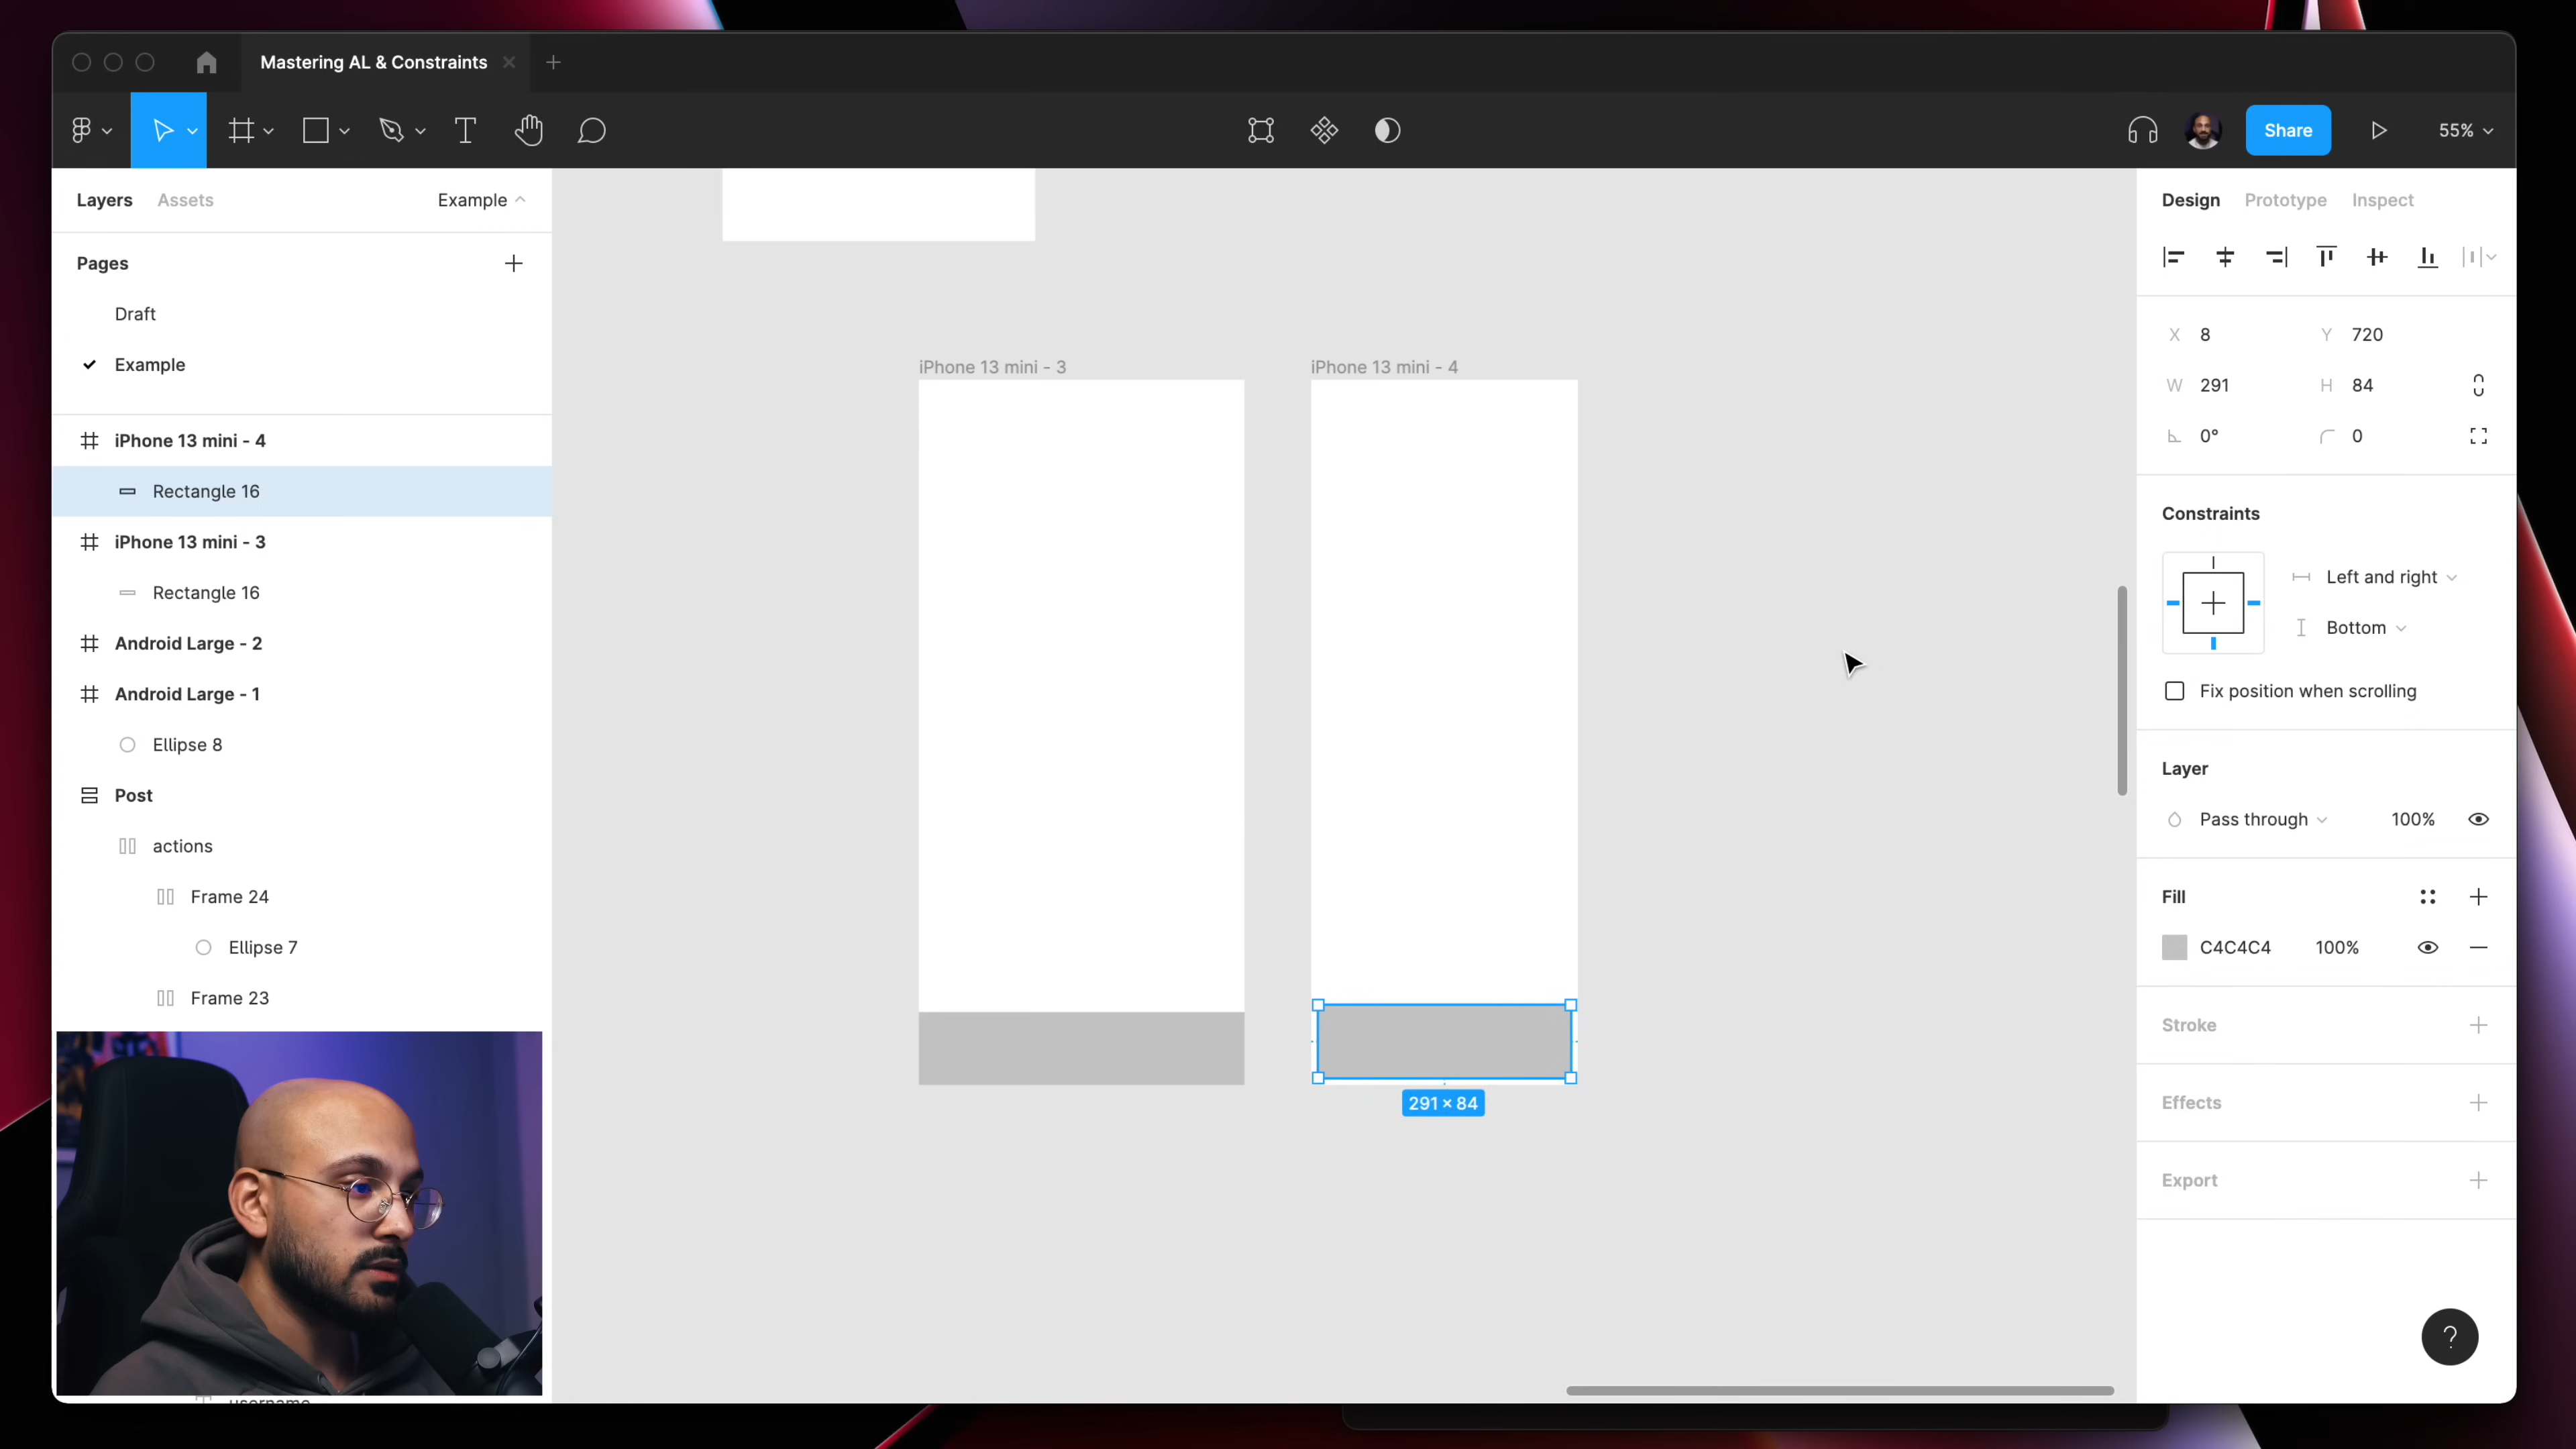 Mastering AL & Constraints
Share
55%
Layers
Assets
Example
Pages
Draft
Example
iPhone 13 mini - 4
Rectangle 16
iPhone 13 mini - 3
Rectangle 16
Android Large - 2
Android Large - 1
Ellipse 8
Post
actions
Frame 24
Ellipse 7
Frame 23
username
iPhone 13 mini - 3
iPhone 13 mini - 4
291 × 84
Design
Prototype
Inspect
X 8
Y 720
W 291
H 84
0°
0
Constraints
Left and right
Bottom
Fix position when scrolling
Layer
Pass through
100%
Fill
C4C4C4
100%
Stroke
Effects
Export
?